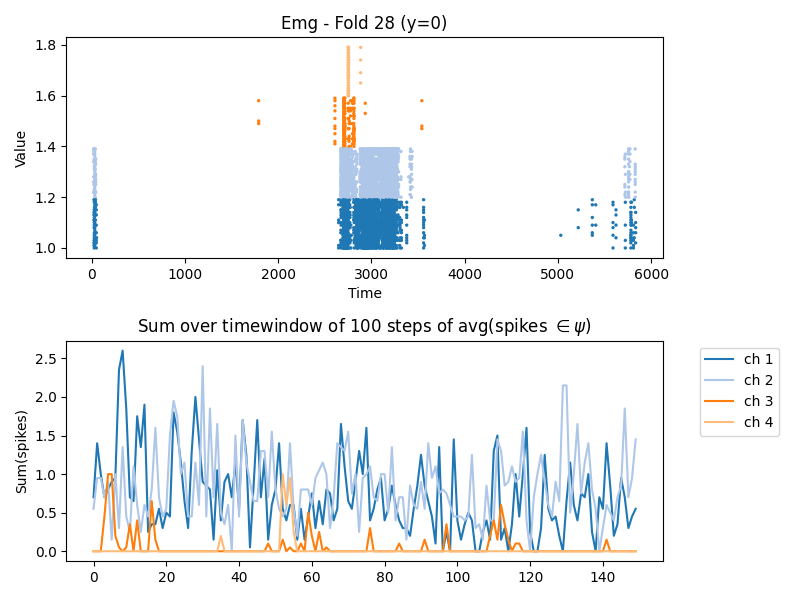 Emg - Fold 28 (y=0)
1.8
1.6
1.4
1.2
1.0
Value
0 1000 2000 3000 4000 5000 6000
Time
Sum over timewindow of 100 steps of avg(spikes ∈ψ)
2.5
2.0
1.5
1.0
0.5
0.0
Sum(spikes)
0 20 40 60 80 100 120 140
ch 1
ch 2
ch 3
ch 4